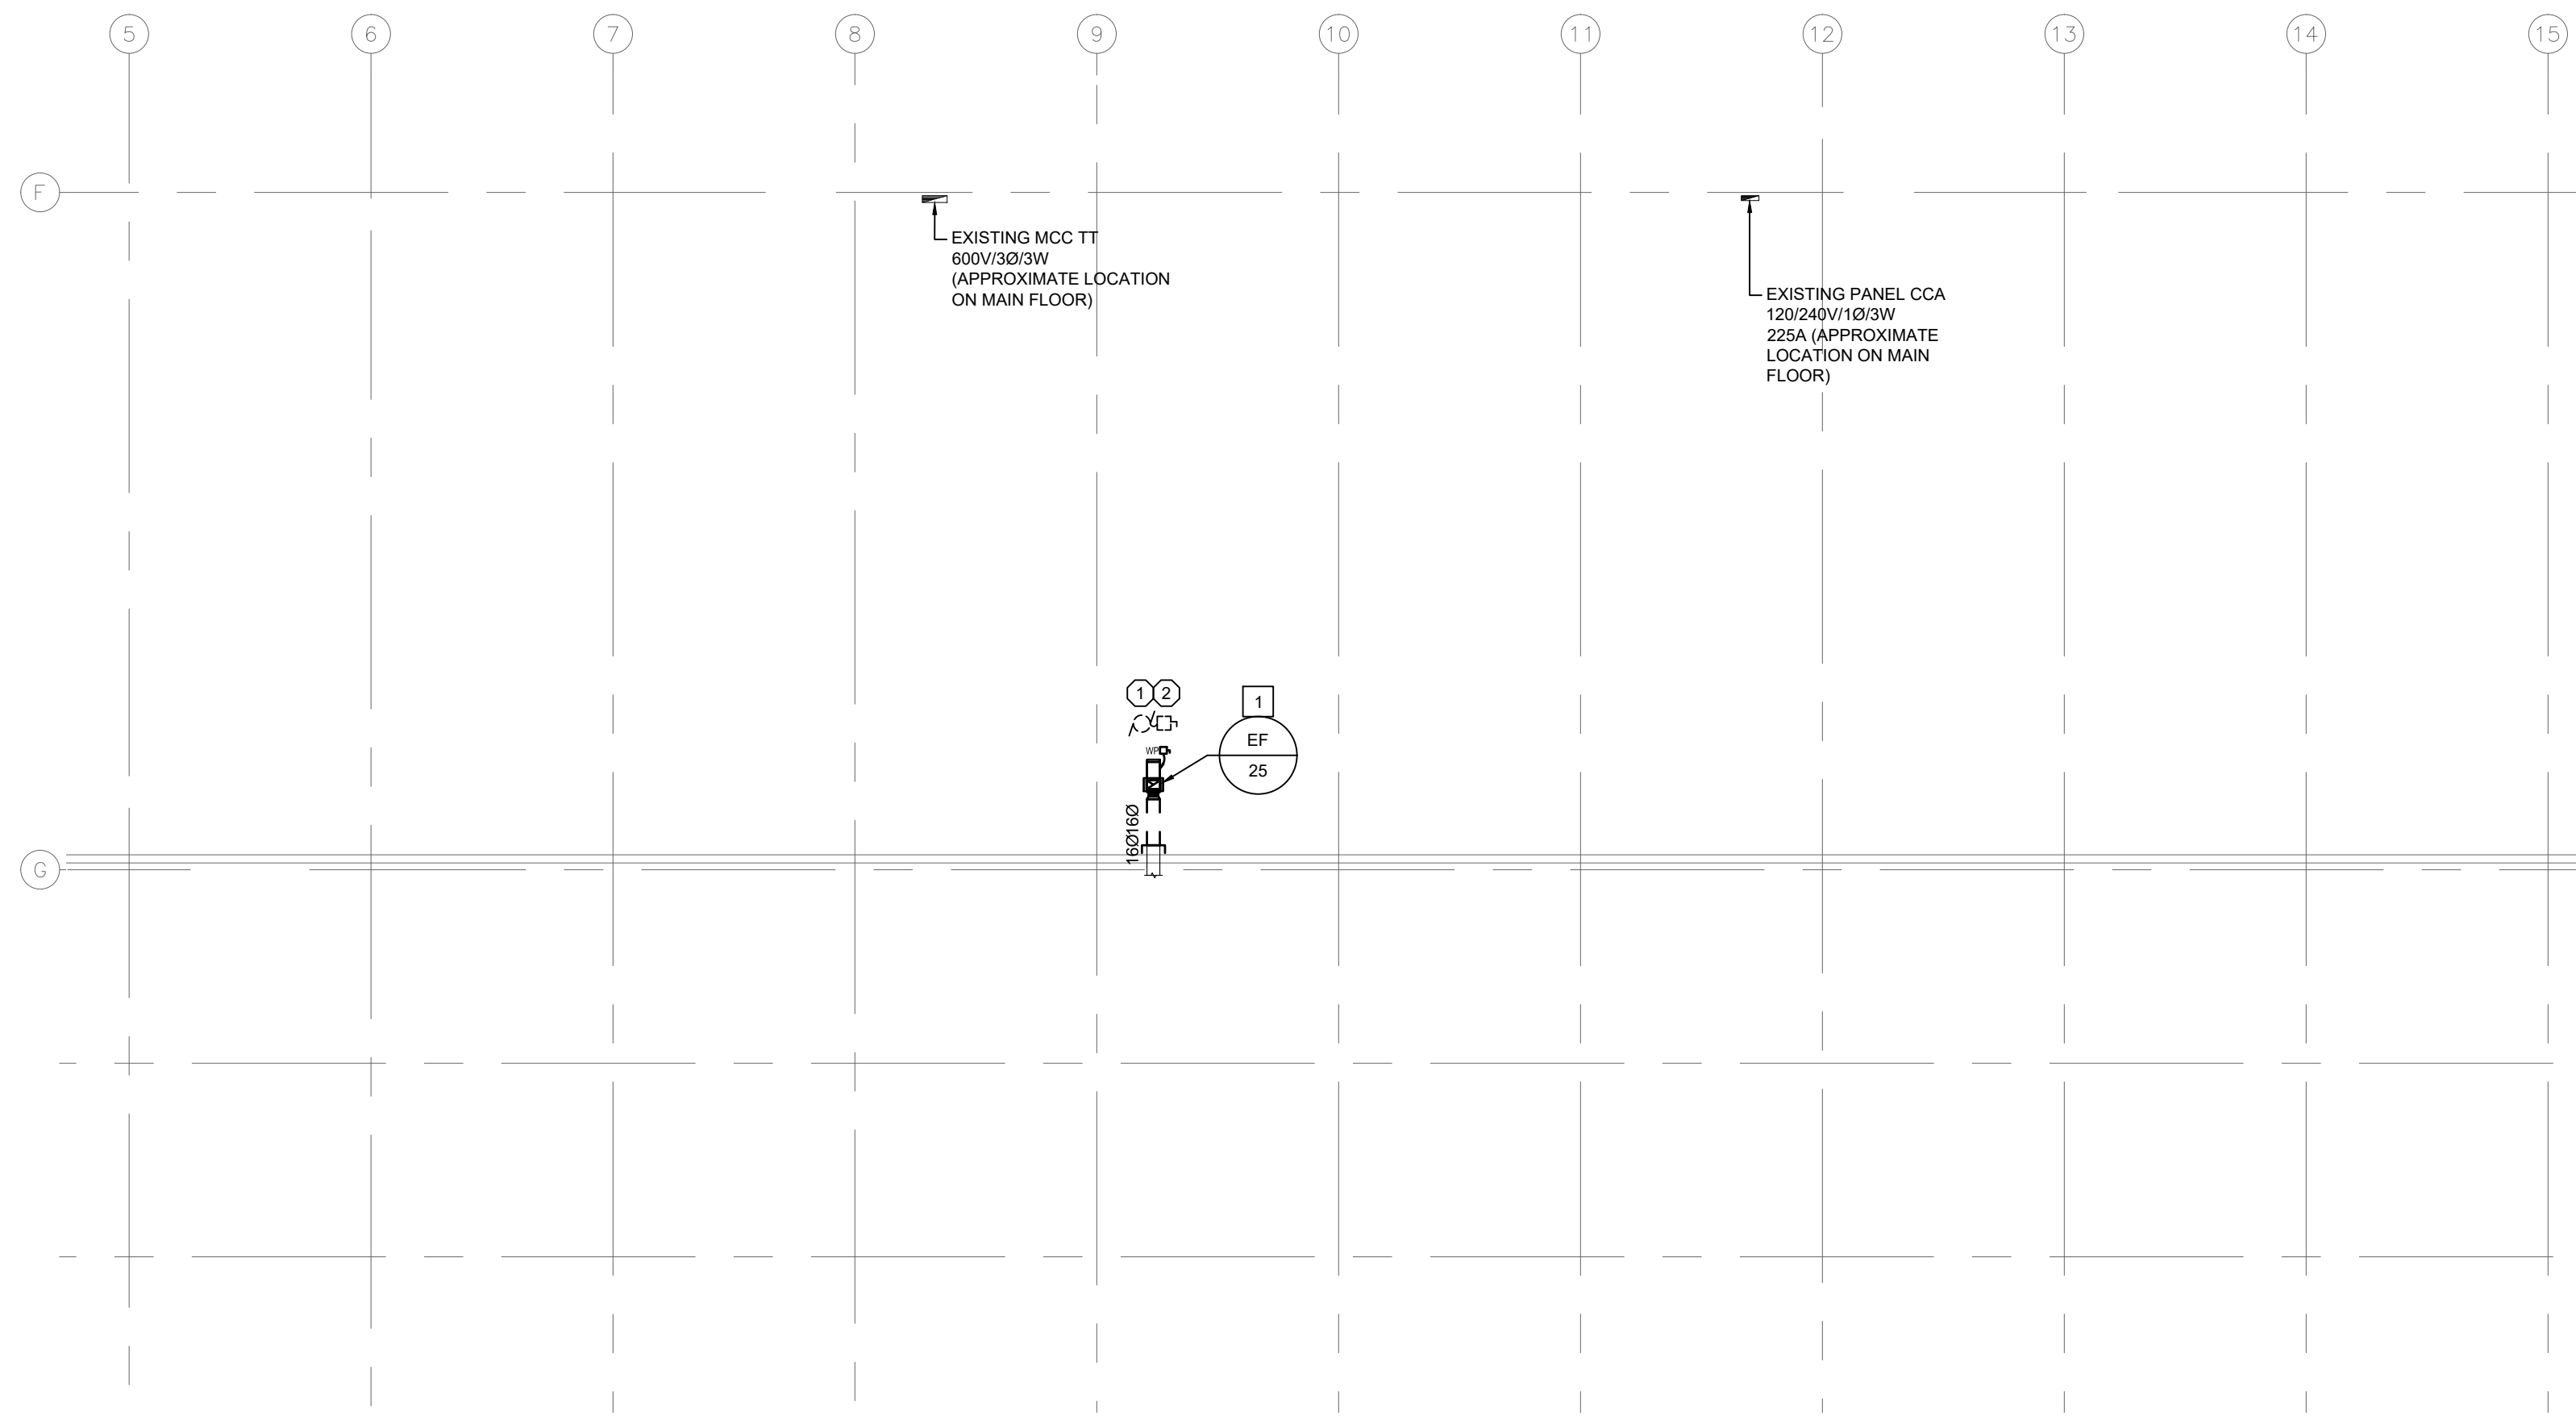 5 6 7 8 9 10 11 12 13 14 15
F
EXISTING MCC TT
600V/3Ø/3W
(APPROXIMATE LOCATION
ON MAIN FLOOR)
EXISTING PANEL CCA
120/240V/1Ø/3W
225A (APPROXIMATE
LOCATION ON MAIN
FLOOR)
1 2
1
EF
25
WP
16Ø
16Ø
G